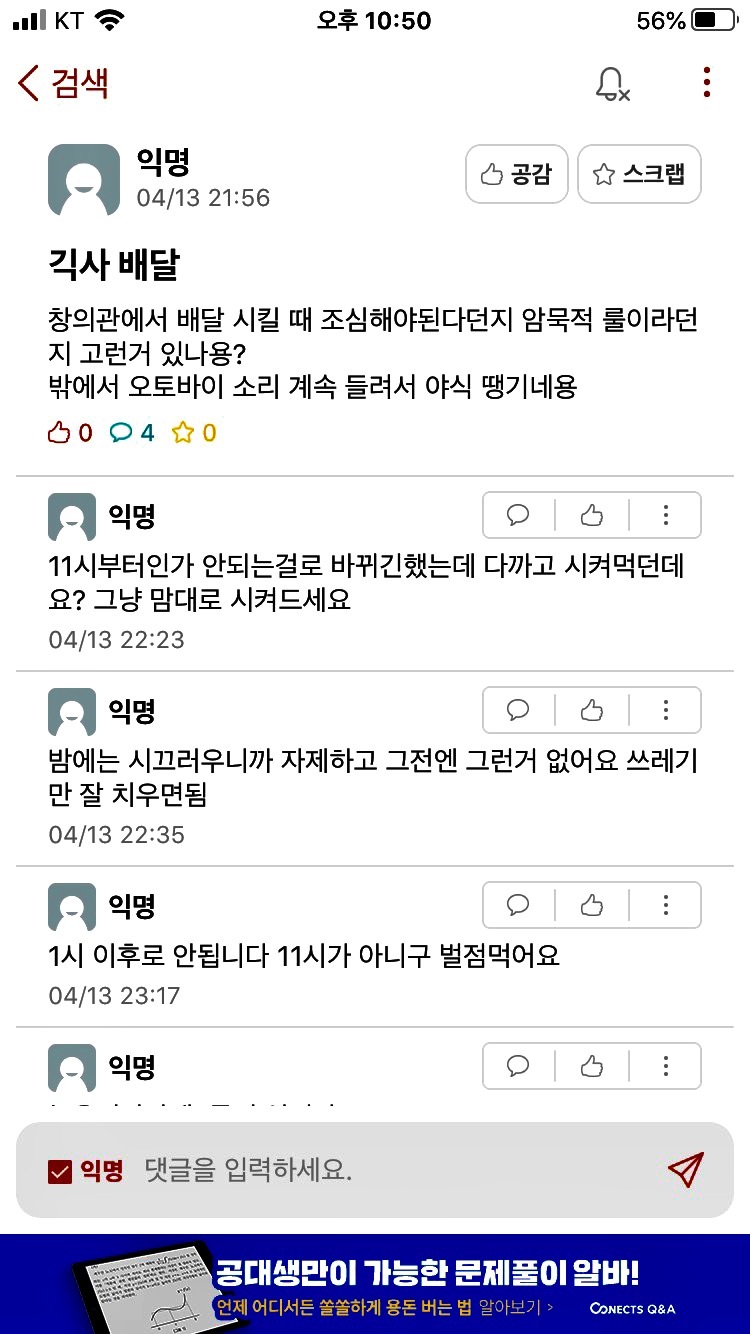 KT 오후 10:50 56%
검색
익명
04/13 21:56
공감 스크랩
긱사 배달
창의관에서 배달 시킬 때 조심해야된다던지 암묵적 룰이라던
지 고런거 있나용?
밖에서 오토바이 소리 계속 들려서 야식 땡기네용
0 4 0
익명
11시부터인가 안되는걸로 바뀌긴했는데 다까고 시켜먹던데
요? 그냥 맘대로 시켜드세요
04/13 22:23
익명
밤에는 시끄러우니까 자제하고 그전엔 그런거 없어요 쓰레기
만 잘 치우면됨
04/13 22:35
익명
1시 이후로 안됩니다 11시가 아니구 벌점먹어요
04/13 23:17
익명
익명 댓글을 입력하세요.
공대생만이 가능한 문제풀이 알바!
언제 어디서든 쏠쏠하게 용돈 버는 법 알아보기 >
CONECTS Q&A